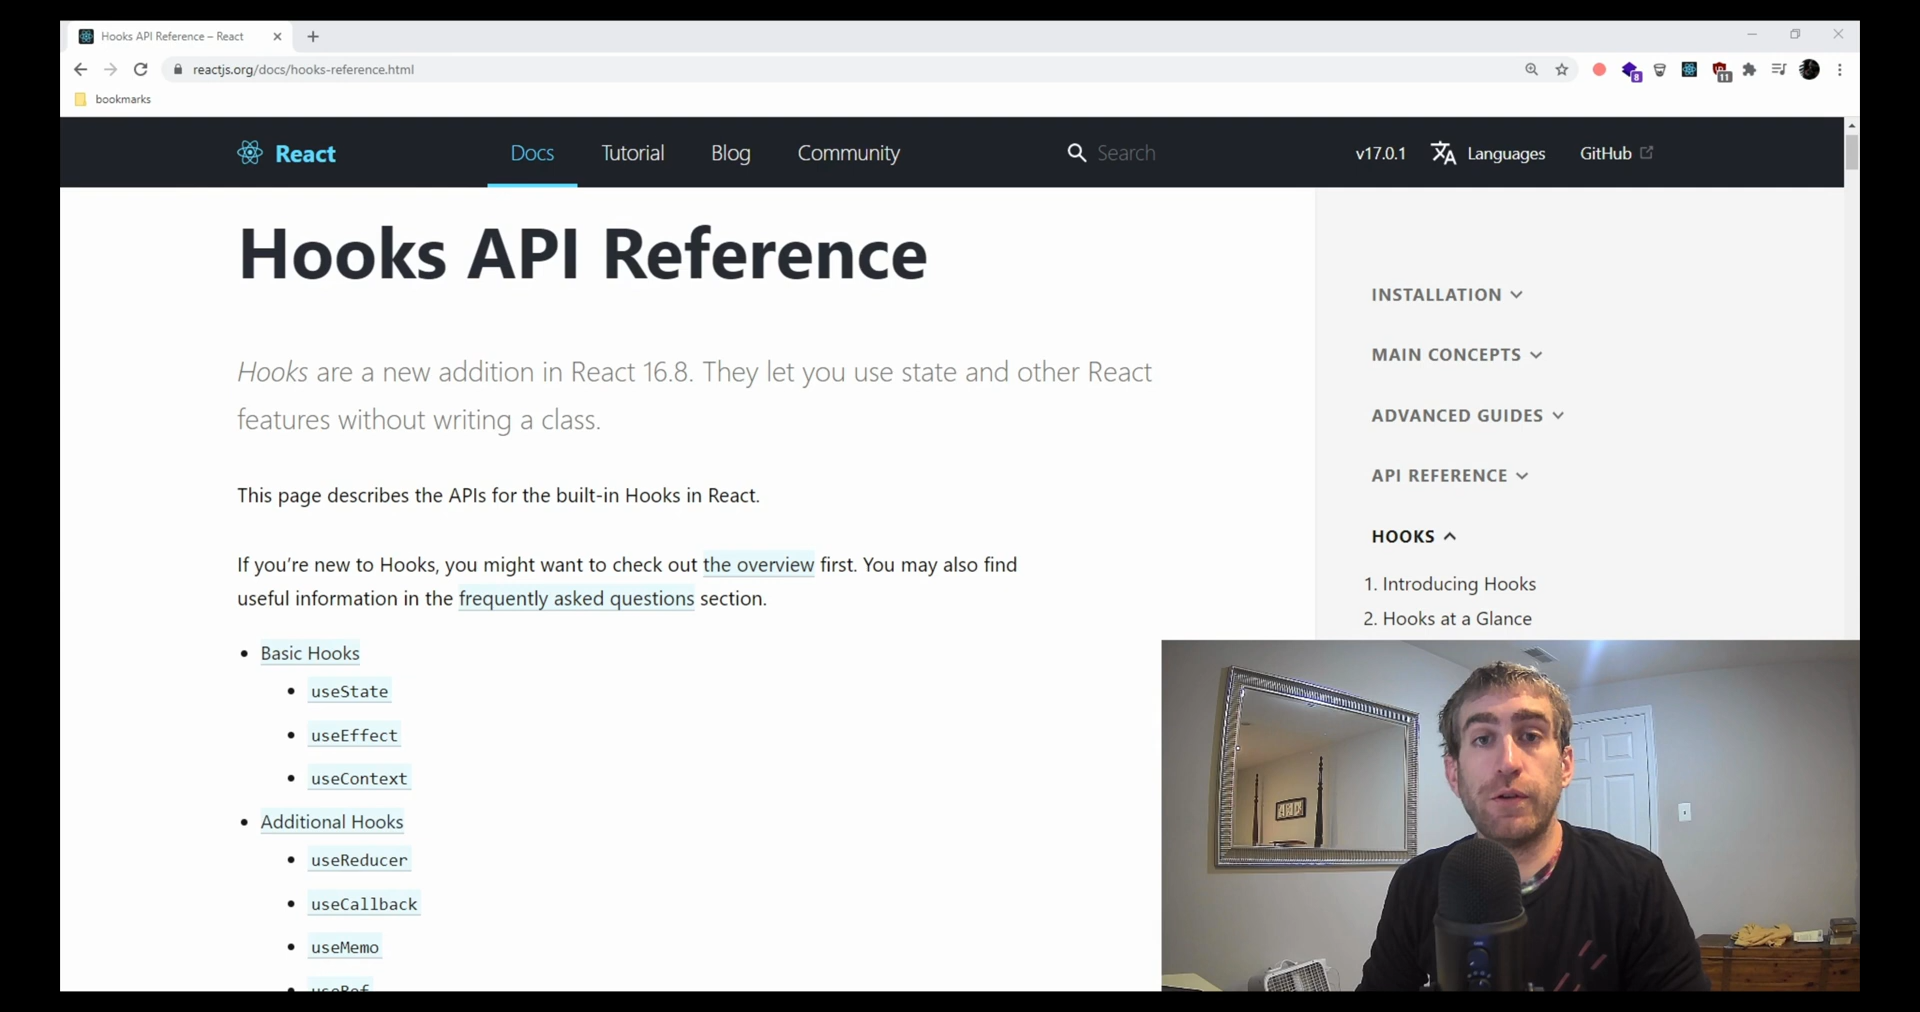 Hooks API Reference – React
reactjs.org/docs/hooks-reference.html
8
11
bookmarks
React
Docs
Tutorial
Blog
Community
Search
v17.0.1
Languages
GitHub
Hooks API Reference
Hooks are a new addition in React 16.8. They let you use state and other React
features without writing a class.
This page describes the APIs for the built-in Hooks in React.
If you’re new to Hooks, you might want to check out the overview first. You may also find
useful information in the frequently asked questions section.
• Basic Hooks
• useState
• useEffect
• useContext
• Additional Hooks
• useReducer
• useCallback
• useMemo
• useRef
INSTALLATION
MAIN CONCEPTS
ADVANCED GUIDES
API REFERENCE
HOOKS
1. Introducing Hooks
2. Hooks at a Glance